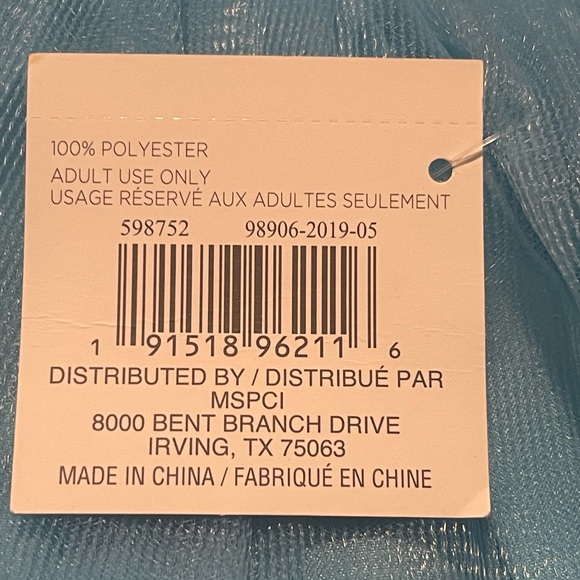 100% POLYESTER
ADULT USE ONLY
USAGE RÉSERVÉ AUX ADULTES SEULEMENT
598752 98906-2019-05
1 91518 96211 6
DISTRIBUTED BY / DISTRIBUÉ PAR
MSPCI
8000 BENT BRANCH DRIVE
IRVING, TX 75063
MADE IN CHINA / FABRIQUÉ EN CHINE